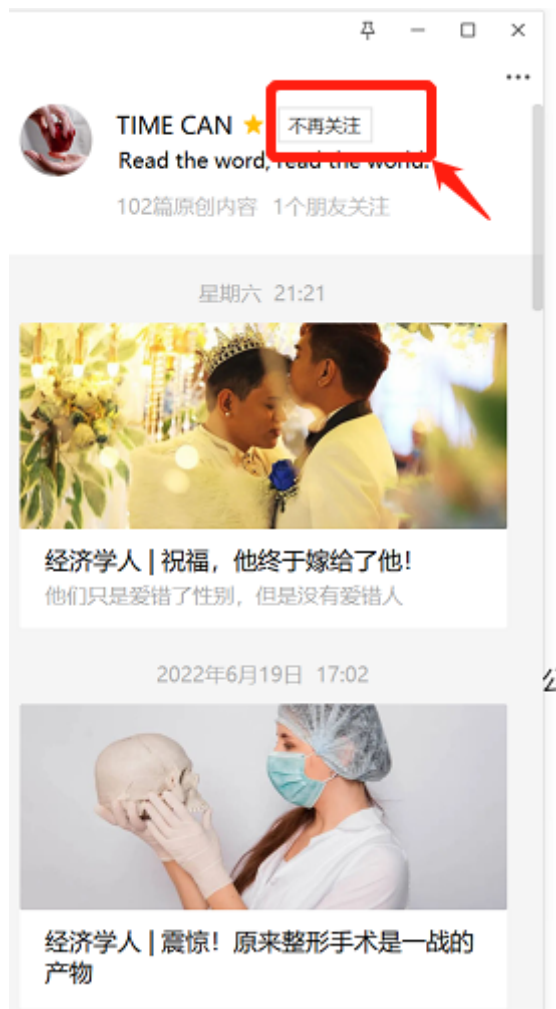 TIME CAN 不再关注
Read the word, read the world.
102篇原创内容 1个朋友关注
星期六 21:21
经济学人 | 祝福，他终于嫁给了他！
他们只是爱错了性别，但是没有爱错人
2022年6月19日 17:02
经济学人 | 震惊！原来整形手术是一战的
产物